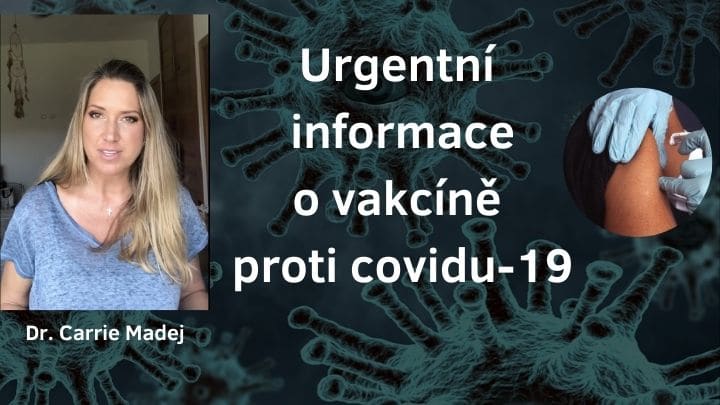 Urgentní
informace
o vakcíně
proti covidu-19
Dr. Carrie Madej